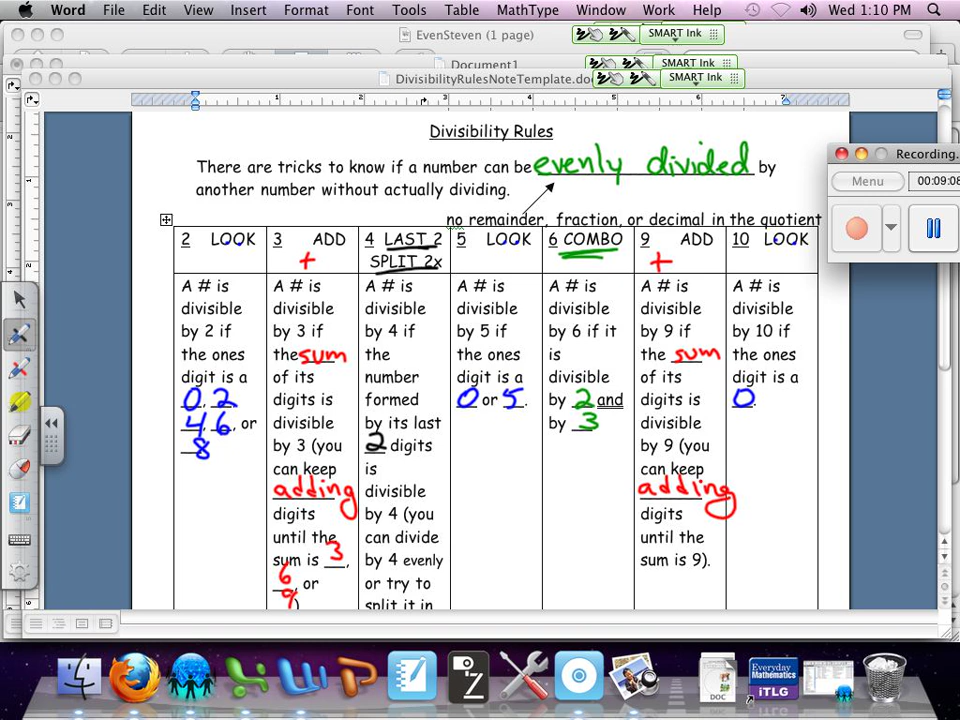 Word File Edit View Insert Format Font Tools Table MathType Window Work Help Wed 1:10 PM
EvenSteven (1 page)
SMART Ink
Document1
SMART Ink
DivisibilityRulesNoteTemplate.doc
SMART Ink
Divisibility Rules
There are tricks to know if a number can be evenly divided by
another number without actually dividing.
no remainder, fraction, or decimal in the quotient
Recording...
Menu
00:09:08
2 LOOK
A # is
divisible
by 2 if
the ones
digit is a
0, 2
4, 6, or
8
3 ADD
+
A # is
divisible
by 3 if
the sum
of its
digits is
divisible
by 3 (you
can keep
adding
digits
until the
sum is 3,
6, or
9)
4 LAST 2
SPLIT 2x
A # is
divisible
by 4 if
the
number
formed
by its last
2 digits
is
divisible
by 4 (you
can divide
by 4 evenly
or try to
split it in
5 LOOK
A # is
divisible
by 5 if
the ones
digit is a
0 or 5.
6 COMBO
A # is
divisible
by 6 if it
is
divisible
by 2 and
by 3
9 ADD
+
A # is
divisible
by 9 if
the sum
of its
digits is
divisible
by 9 (you
can keep
adding
digits
until the
sum is 9).
10 LOOK
A # is
divisible
by 10 if
the ones
digit is a
0.
DOC
Everyday
Mathematics
iTLG